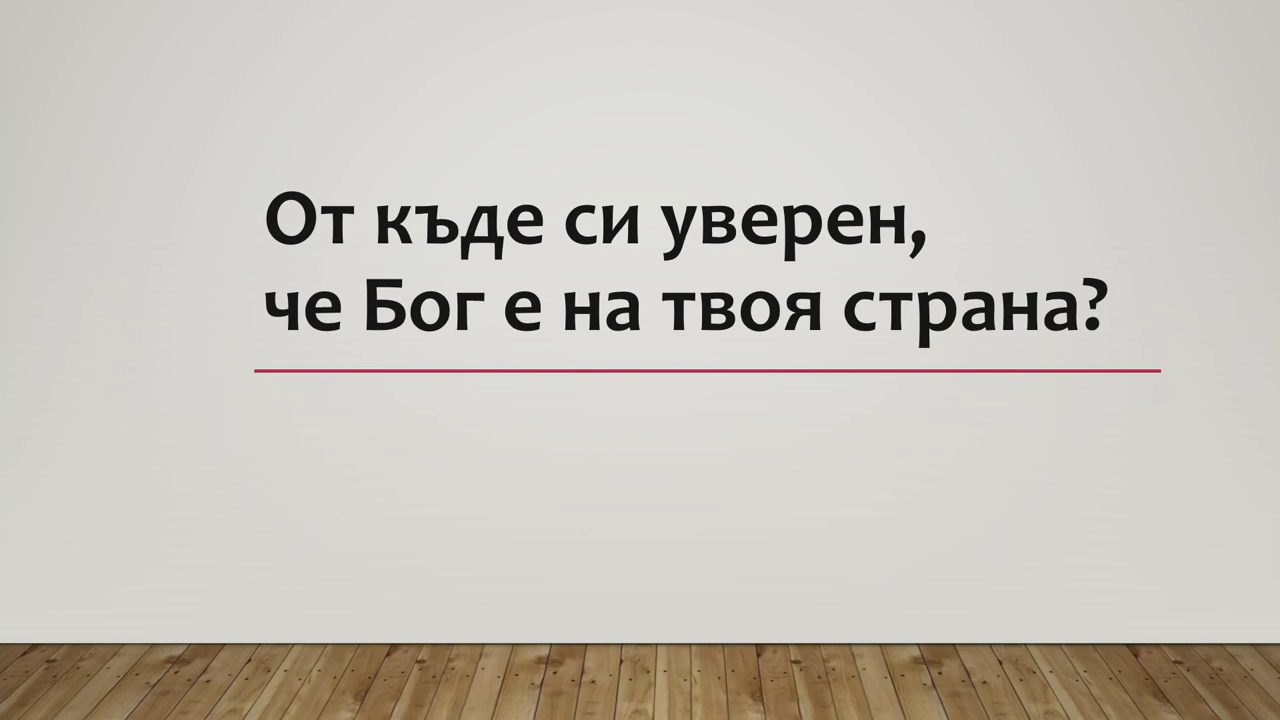 От къде си уверен,
че Бог е на твоя страна?